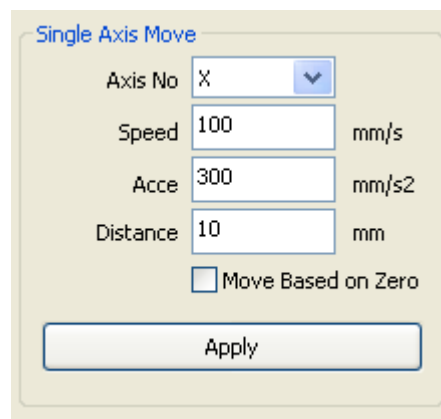 Single Axis Move
Axis No X
Speed 100 mm/s
Acce 300 mm/s2
Distance 10 mm
Move Based on Zero
Apply